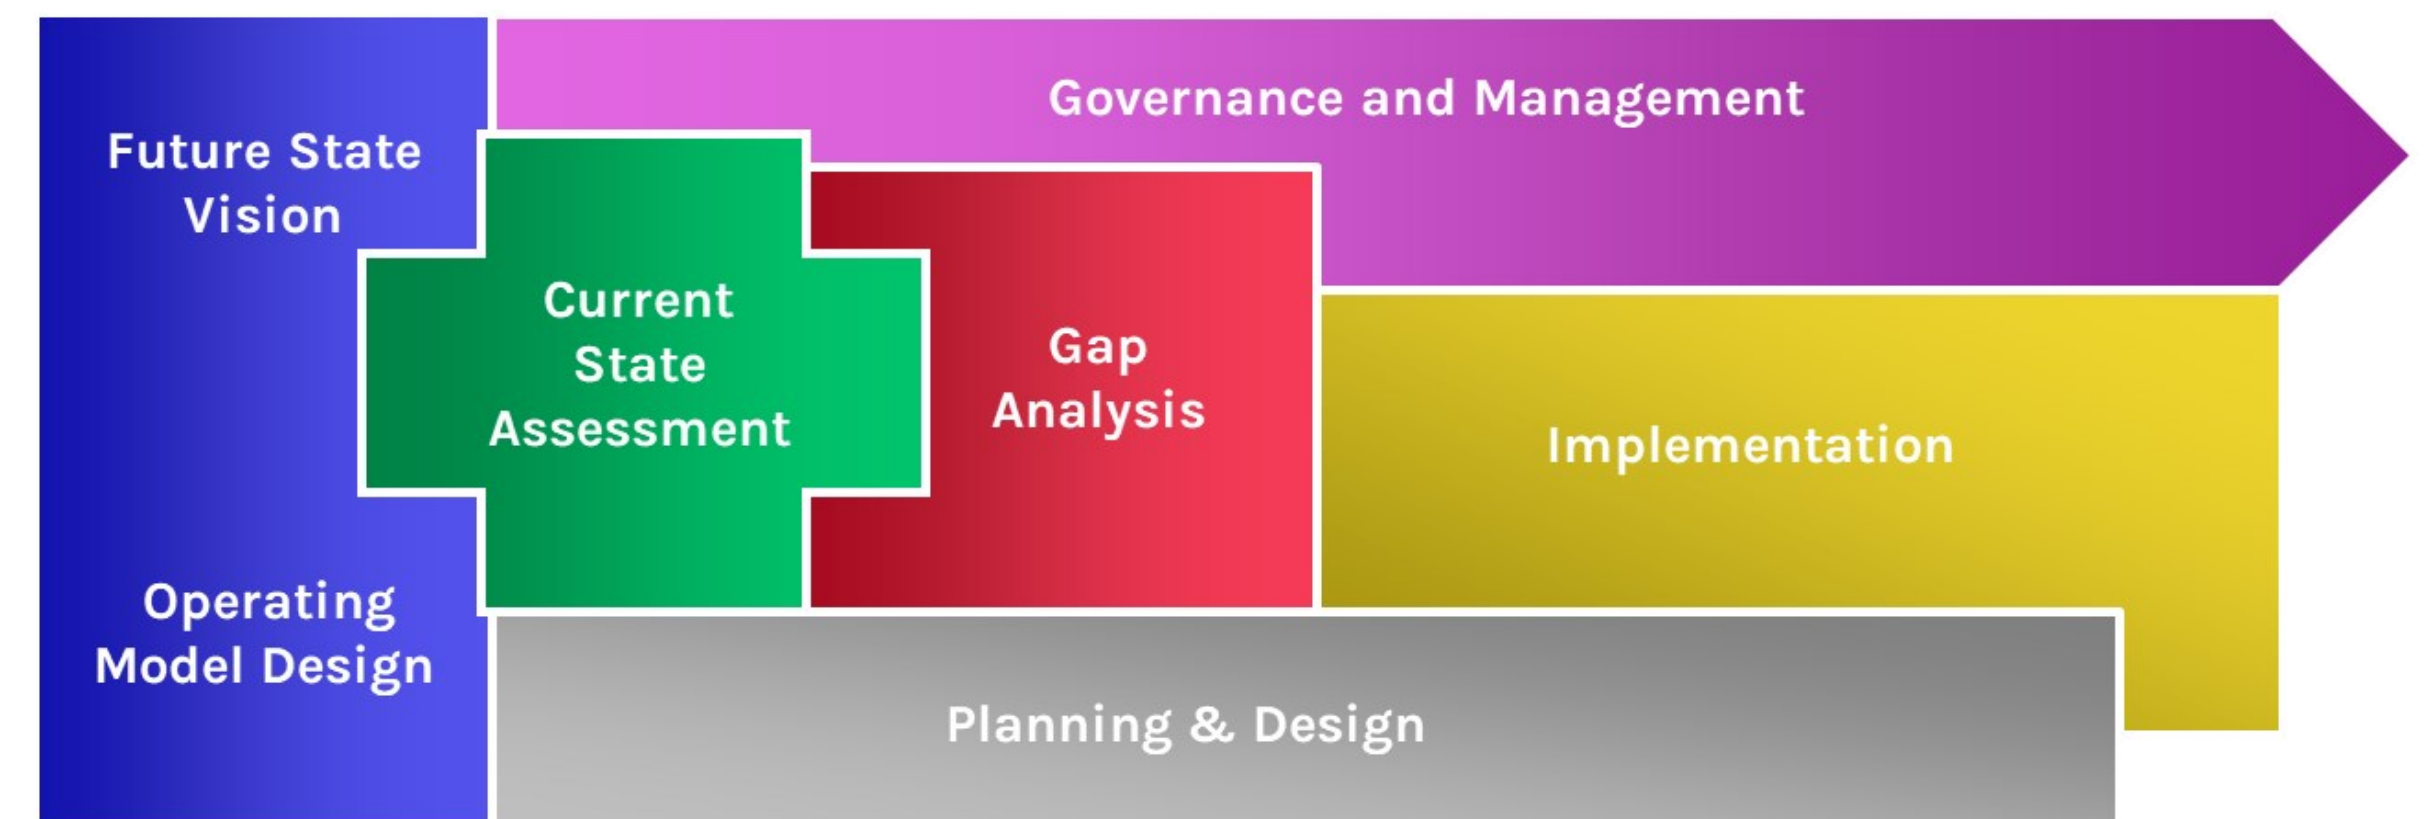 Future State
Vision
Operating
Model Design
Current
State
Assessment
Gap
Analysis
Governance and Management
Implementation
Planning & Design